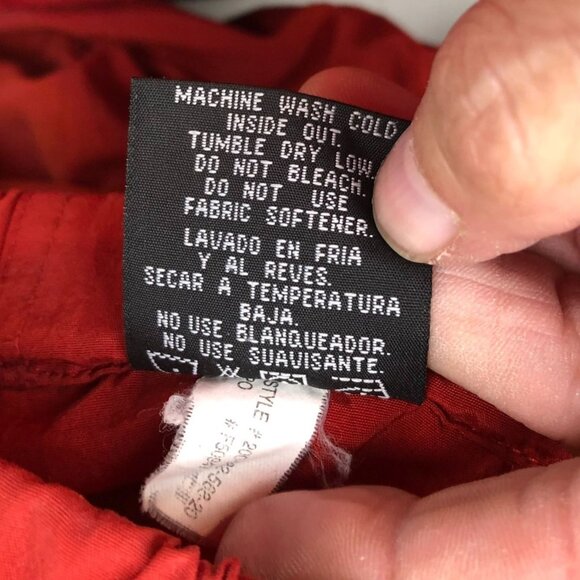 MACHINE WASH COLD
INSIDE OUT.
TUMBLE DRY LOW.
DO NOT BLEACH.
DO NOT USE
FABRIC SOFTENER.
LAVADO EN FRIA
Y AL REVES.
SECAR A TEMPERATURA
BAJA.
NO USE BLANQUEADOR.
NO USE SUAVISANTE.
STYLE #